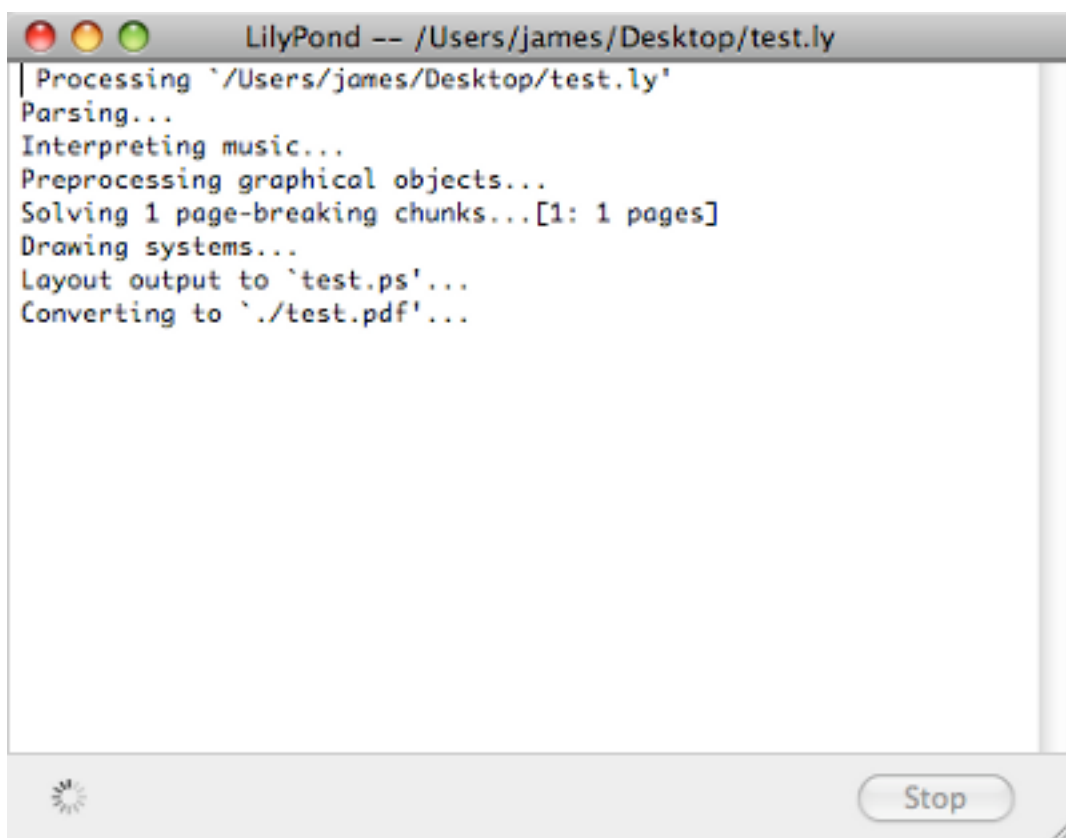 LilyPond -- /Users/james/Desktop/test.ly
Processing `/Users/james/Desktop/test.ly'
Parsing...
Interpreting music...
Preprocessing graphical objects...
Solving 1 page-breaking chunks...[1: 1 pages]
Drawing systems...
Layout output to `test.ps'...
Converting to `./test.pdf'...
Stop